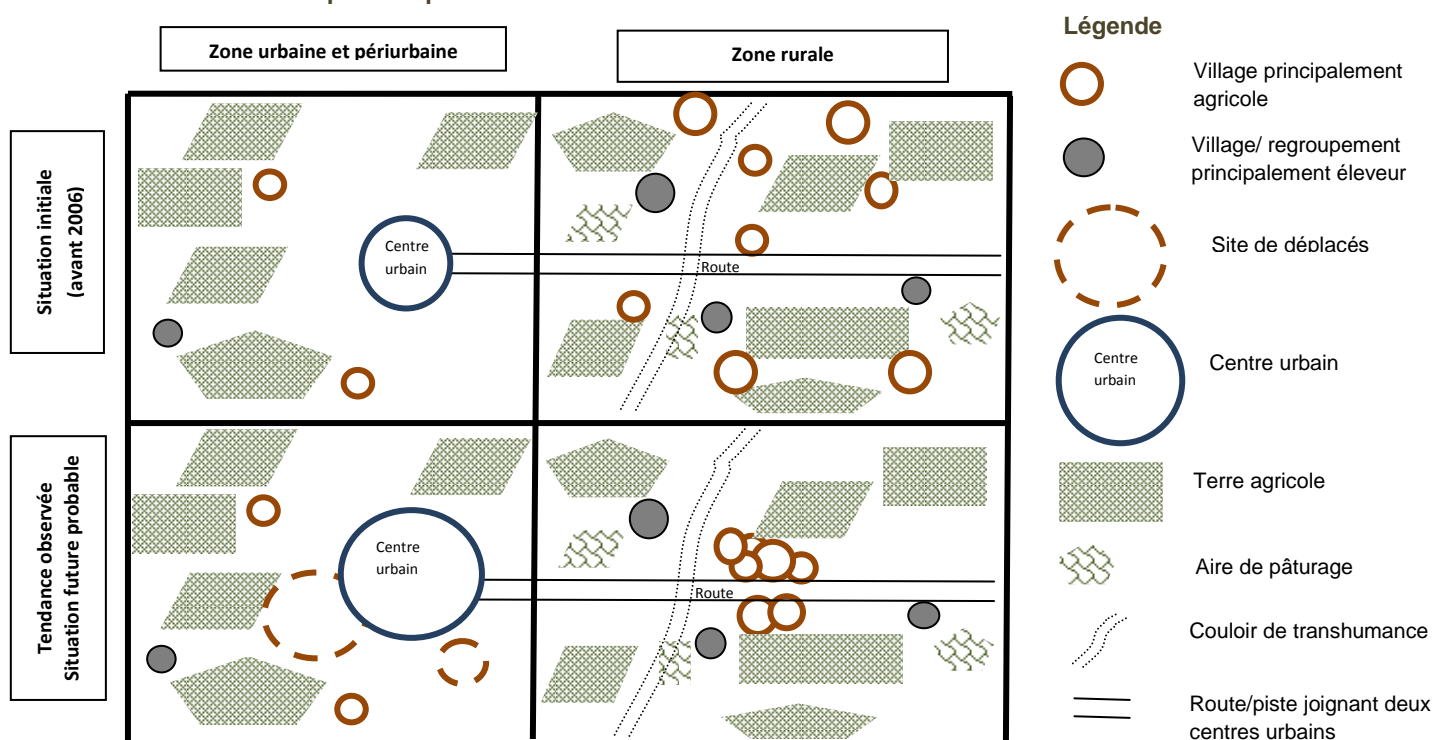 Zone urbaine et périurbaine
Zone rurale
Légende
Situation initiale
(avant 2006)
Centre
urbain
Route
Village principalement
agricole
Village/ regroupement
principalement éleveur
Site de déplacés
Centre
urbain
Centre urbain
Tendance observée
Situation future probable
Centre
urbain
Route
Terre agricole
Aire de pâturage
Couloir de transhumance
Route/piste joignant deux
centres urbains